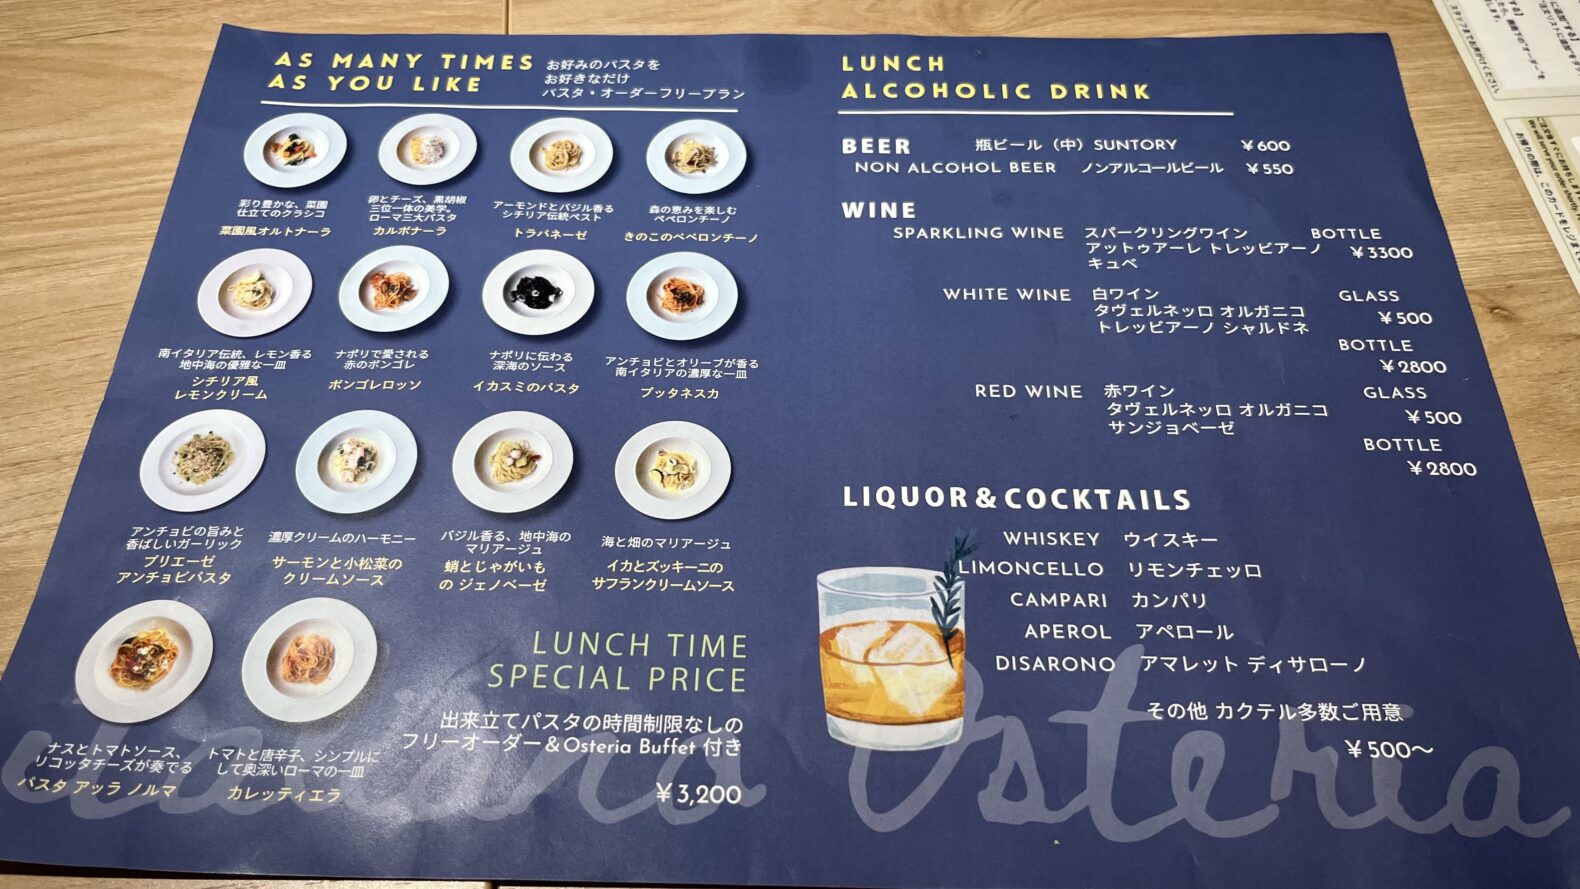 AS MANY TIMES
AS YOU LIKE
お好みのパスタを
お好きなだけ
パスタ・オーダーフリープラン
彩り豊かな、菜園
仕立てのクラシコ
菜園風オルトナーラ
卵とチーズ、黒胡椒
三位一体の美学、
ローマ三大パスタ
カルボナーラ
アーモンドとバジル香る
シチリア伝統ペスト
トラパネーゼ
森の恵みを楽しむ
ペペロンチーノ
きのこのペペロンチーノ
南イタリア伝統、レモン香る
地中海の優雅な一皿
シチリア風
レモンクリーム
ナポリで愛される
赤のボンゴレ
ボンゴレロッソ
ナポリに伝わる
深海のソース
イカスミのパスタ
アンチョビとオリーブが香る
南イタリアの濃厚な一皿
プッタネスカ
アンチョビの旨みと
香ばしいガーリック
プリエーゼ
アンチョビパスタ
濃厚クリームのハーモニー
サーモンと小松菜の
クリームソース
バジル香る、地中海の
マリアージュ
蛸とじゃがいも
の ジェノベーゼ
海と畑のマリアージュ
イカとズッキーニの
サフランクリームソース
ナスとトマトソース、
リコッタチーズが奏でる
パスタ アッラ ノルマ
トマトと唐辛子、シンプルに
して奥深いローマの一皿
カレッティエラ
LUNCH TIME
SPECIAL PRICE
出来立てパスタの時間制限なしの
フリーオーダー＆Osteria Buffet 付き
￥3,200
LUNCH
ALCOHOLIC DRINK
BEER 瓶ビール（中）SUNTORY ￥600
NON ALCOHOL BEER ノンアルコールビール ￥550
WINE
SPARKLING WINE スパークリングワイン BOTTLE
アットゥアーレ トレッビアーノ ￥3300
キュベ
WHITE WINE 白ワイン GLASS
タヴェルネッロ オルガニコ ￥500
トレッビアーノ シャルドネ
BOTTLE
￥2800
RED WINE 赤ワイン GLASS
タヴェルネッロ オルガニコ ￥500
サンジョベーゼ
BOTTLE
￥2800
LIQUOR＆COCKTAILS
WHISKEY ウイスキー
LIMONCELLO リモンチェッロ
CAMPARI カンパリ
APEROL アペロール
DISARONO アマレット ディサローノ
その他 カクテル多数ご用意
￥500〜
Osteria